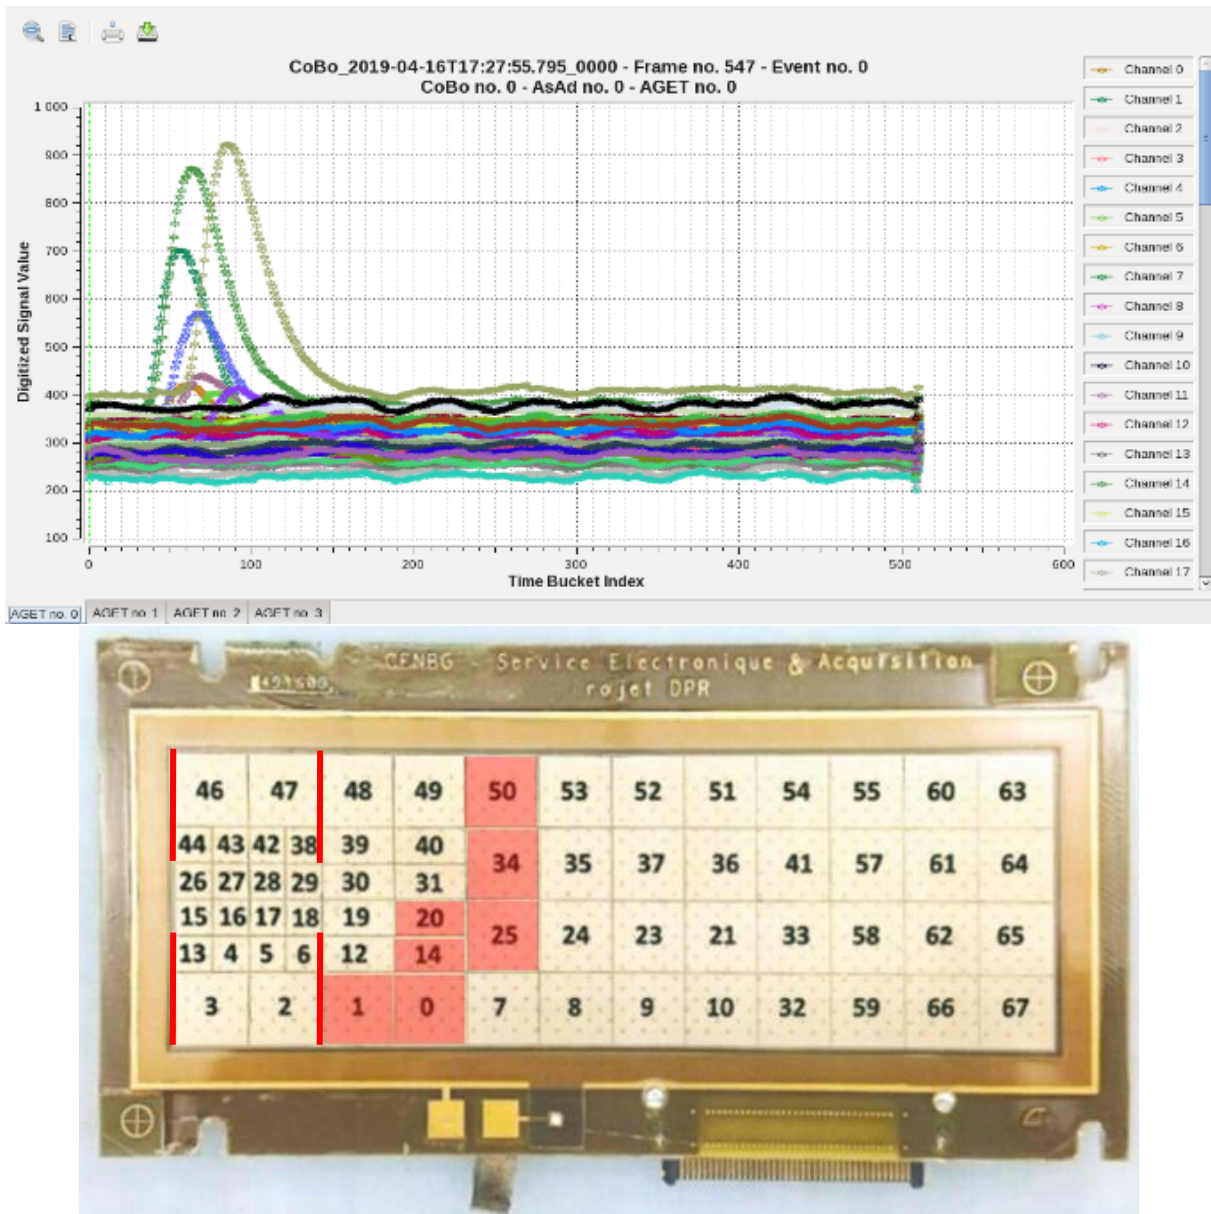 CoBo_2019-04-16T17:27:55.795_0000 - Frame no. 547 - Event no. 0
CoBo no. 0 - AsAd no. 0 - AGET no. 0
Digitized Signal Value
1 000
900
800
700
600
500
400
300
200
100
0 100 200 300 400 500 600
Time Bucket Index
Channel 0
Channel 1
Channel 2
Channel 3
Channel 4
Channel 5
Channel 6
Channel 7
Channel 8
Channel 9
Channel 10
Channel 11
Channel 12
Channel 13
Channel 14
Channel 15
Channel 16
Channel 17
AGET no. 0 AGET no. 1 AGET no. 2 AGET no. 3
CENBG - Service Electronique & Acquisition
rojet DPR
46 47 48 49 50 53 52 51 54 55 60 63
44 43 42 38 39 40
34 35 37 36 41 57 61 64
26 27 28 29 30 31
15 16 17 18 19 20
25 24 23 21 33 58 62 65
13 4 5 6 12 14
3 2 1 0 7 8 9 10 32 59 66 67